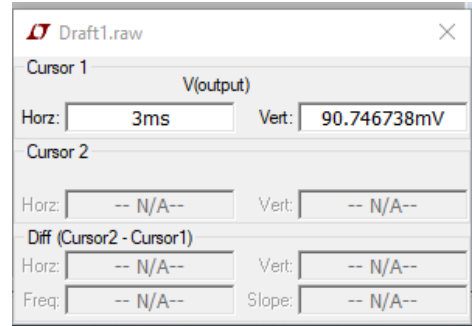 Draft1.raw
Cursor 1
V(output)
Horz: 3ms Vert: 90.746738mV
Cursor 2
Horz: -- N/A-- Vert: -- N/A--
Diff (Cursor2 - Cursor1)
Horz: -- N/A-- Vert: -- N/A--
Freq: -- N/A-- Slope: -- N/A--